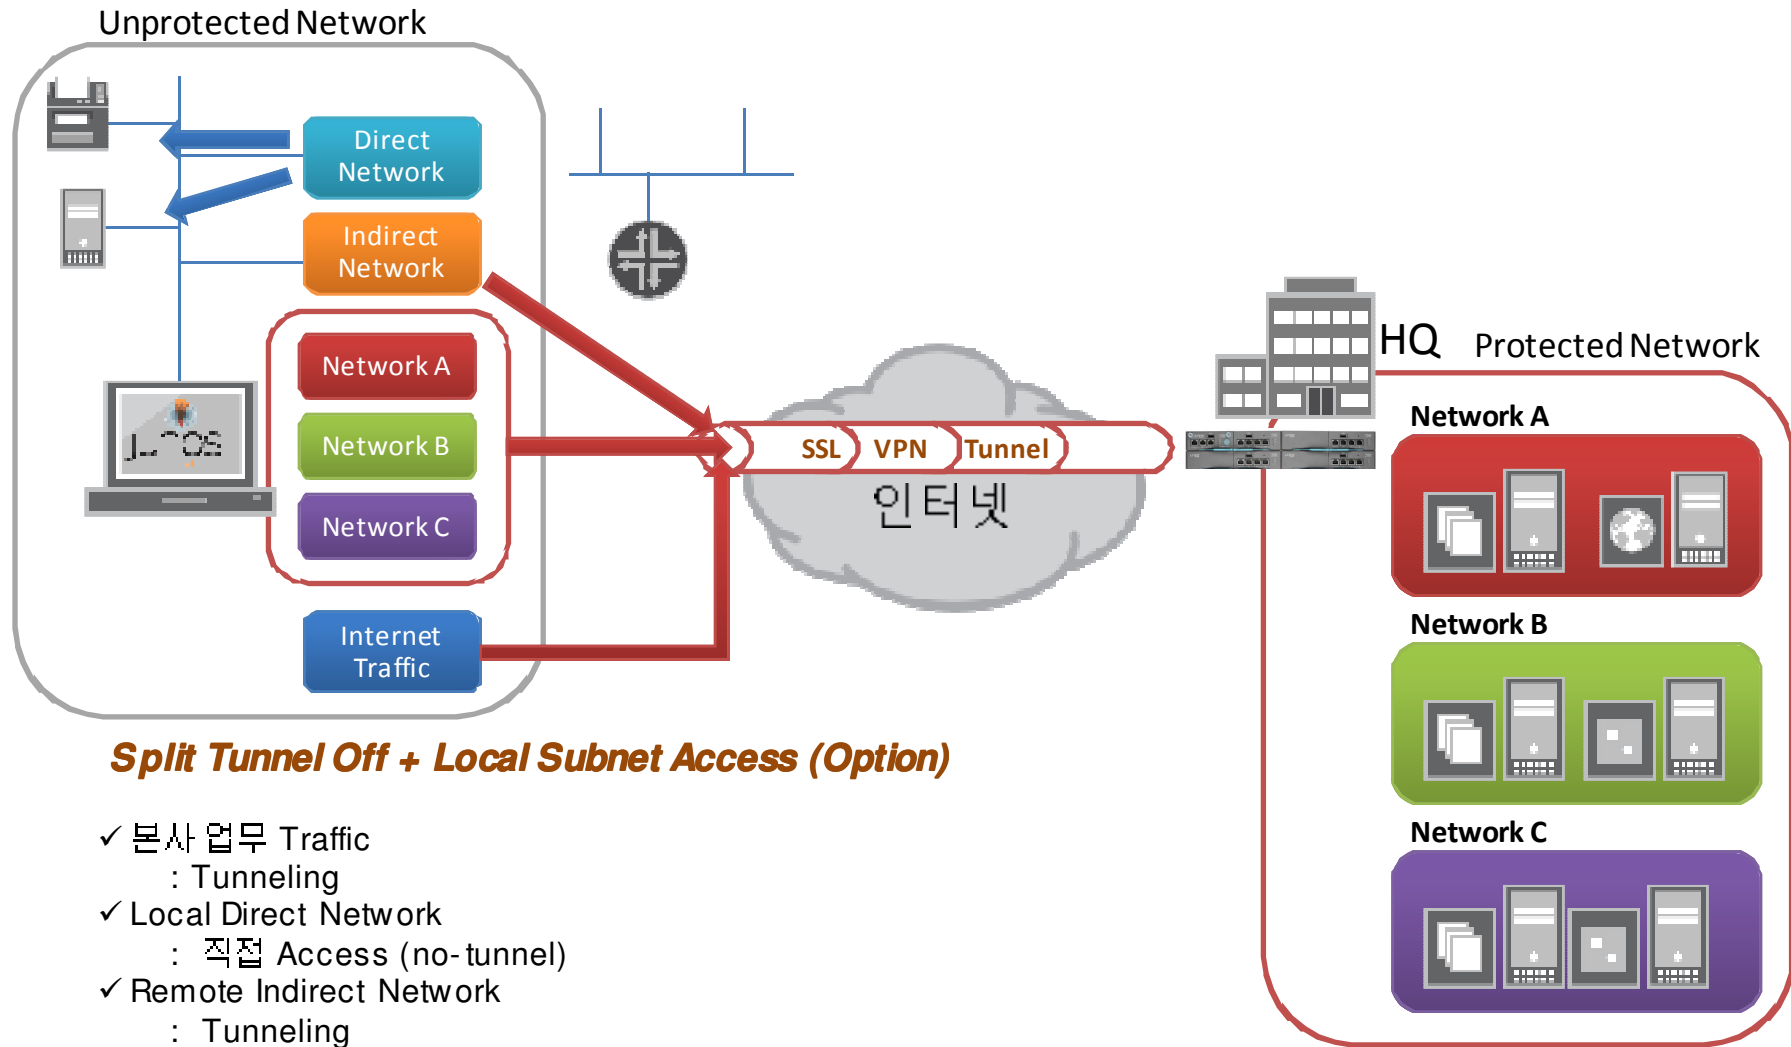 Unprotected Network
Direct
Network
Indirect
Network
Network A
Network B
Network C
Internet
Traffic
SSL VPN Tunnel
인터넷
HQ Protected Network
Network A
Network B
Network C
Split Tunnel Off + Local Subnet Access (Option)
✓ 본사 업무 Traffic
: Tunneling
✓ Local Direct Network
: 직접 Access (no-tunnel)
✓ Remote Indirect Network
: Tunneling